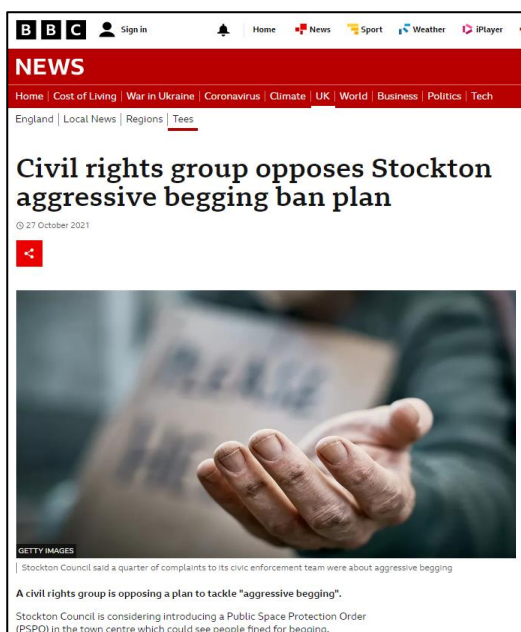 BBC Sign in Home News Sport Weather iPlayer
NEWS
Home | Cost of Living | War in Ukraine | Coronavirus | Climate | UK | World | Business | Politics | Tech
England | Local News | Regions | Tees
Civil rights group opposes Stockton
aggressive begging ban plan
27 October 2021
PLEASE
HE
GETTY IMAGES
Stockton Council said a quarter of complaints to its civic enforcement team were about aggressive begging
A civil rights group is opposing a plan to tackle "aggressive begging".
Stockton Council is considering introducing a Public Space Protection Order
(PSPO) in the town centre which could see people fined for begging.